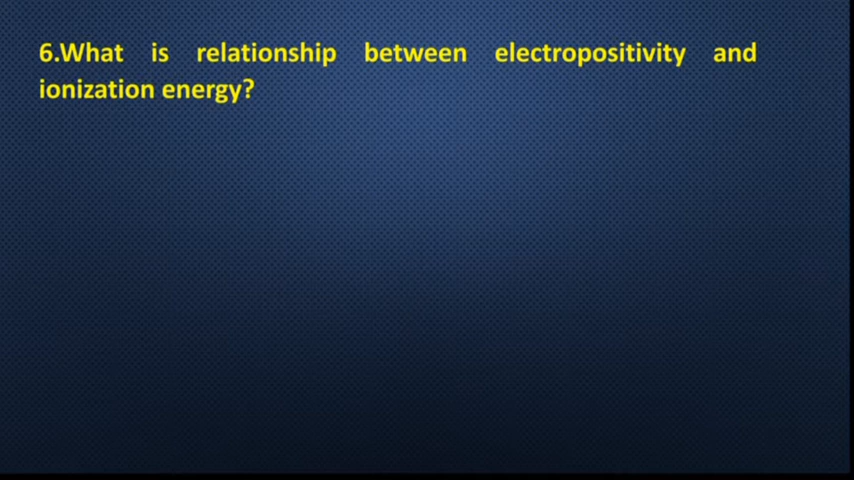 6.What is relationship between electropositivity and
ionization energy?